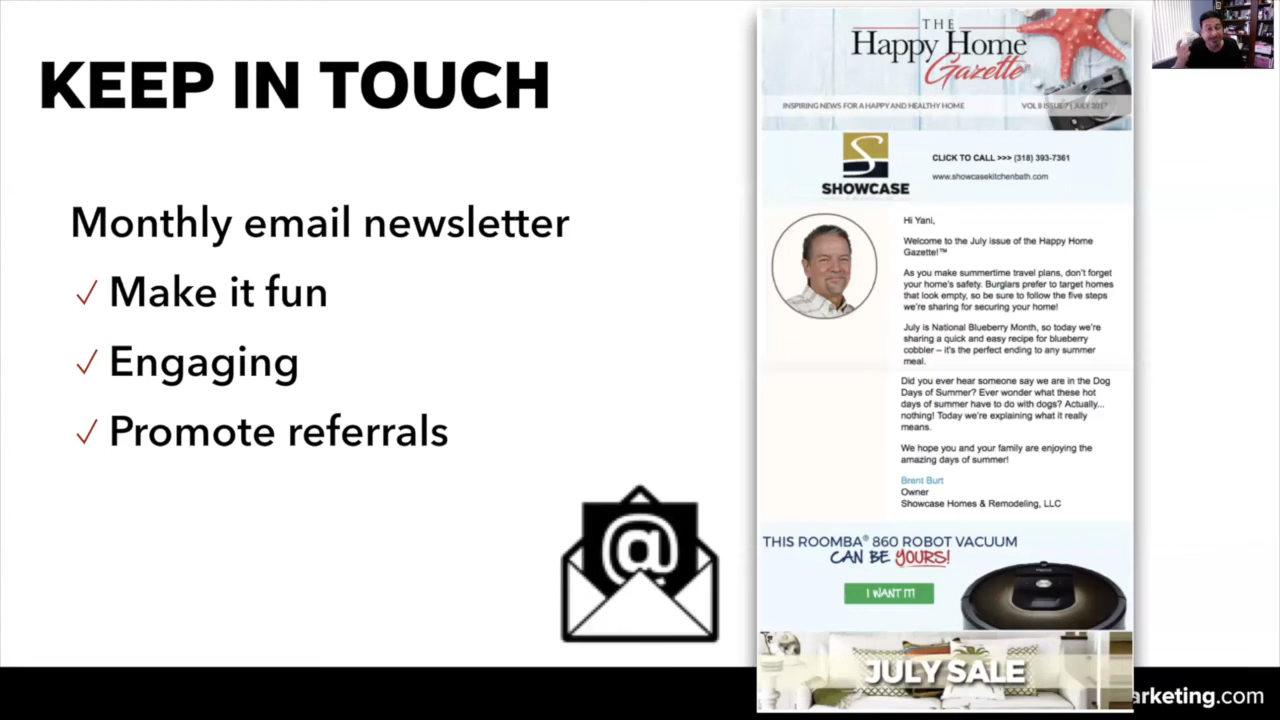 KEEP IN TOUCH
Monthly email newsletter
✓ Make it fun
✓ Engaging
✓ Promote referrals
@
THE
Happy Home
Gazette
INSPIRING NEWS FOR A HAPPY AND HEALTHY HOME
VOL 8 ISSUE 7 | JULY 2017
S
SHOWCASE
CLICK TO CALL >>> (318) 393-7361
www.showcasekitchenbath.com
Hi Yani,
Welcome to the July issue of the Happy Home
Gazette!™
As you make summertime travel plans, don't forget
your home's safety. Burglars prefer to target homes
that look empty, so be sure to follow the five steps
we're sharing for securing your home!
July is National Blueberry Month, so today we're
sharing a quick and easy recipe for blueberry
cobbler – it's the perfect ending to any summer
meal.
Did you ever hear someone say we are in the Dog
Days of Summer? Ever wonder what these hot
days of summer have to do with dogs? Actually...
nothing! Today we're explaining what it really
means.
We hope you and your family are enjoying the
amazing days of summer!
Brent Burt
Owner
Showcase Homes & Remodeling, LLC
THIS ROOMBA® 860 ROBOT VACUUM
CAN BE YOURS!
I WANT IT!
JULY SALE
arketing.com